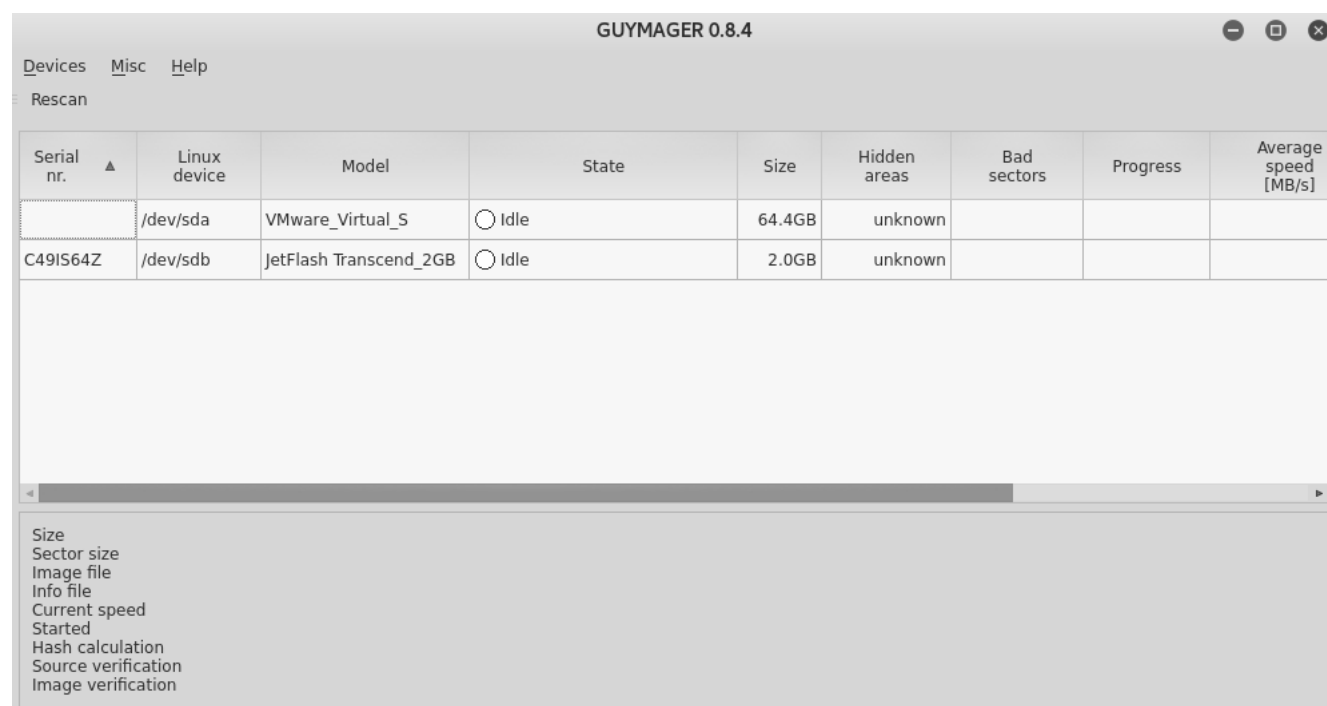 GUYMAGER 0.8.4
Devices Misc Help
Rescan
Serial nr. Linux device Model State Size Hidden areas Bad sectors Progress Average speed [MB/s]
/dev/sda VMware_Virtual_S Idle 64.4GB unknown
C49IS64Z /dev/sdb JetFlash Transcend_2GB Idle 2.0GB unknown
Size
Sector size
Image file
Info file
Current speed
Started
Hash calculation
Source verification
Image verification